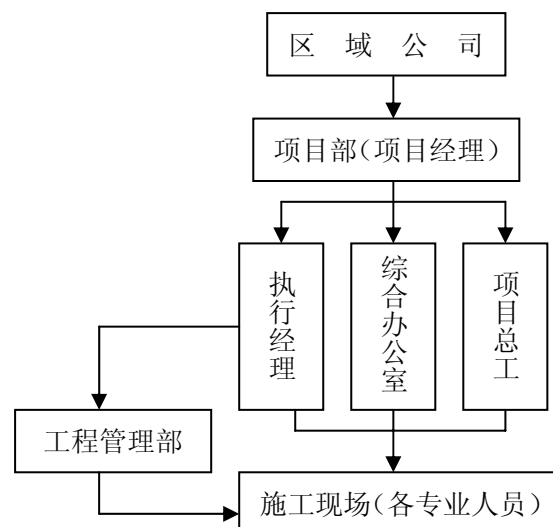 区域公司
项目部(项目经理)
执行经理
综合办公室
项目总工
工程管理部
施工现场(各专业人员)